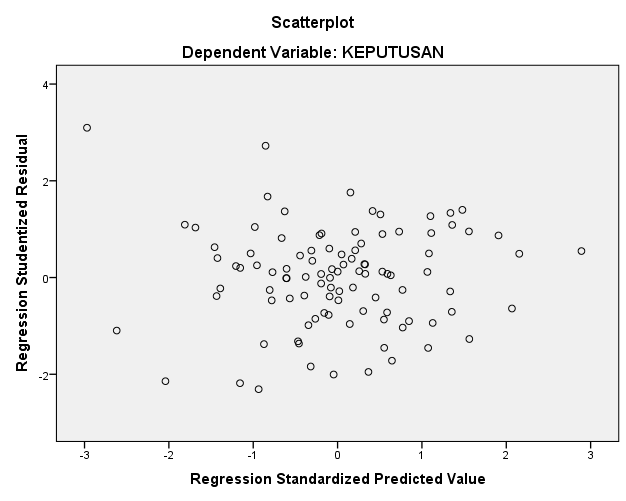 Scatterplot
Dependent Variable: KEPUTUSAN
Regression Studentized Residual
4
2
0
-2
-3
-2
-1
0
1
2
3
Regression Standardized Predicted Value